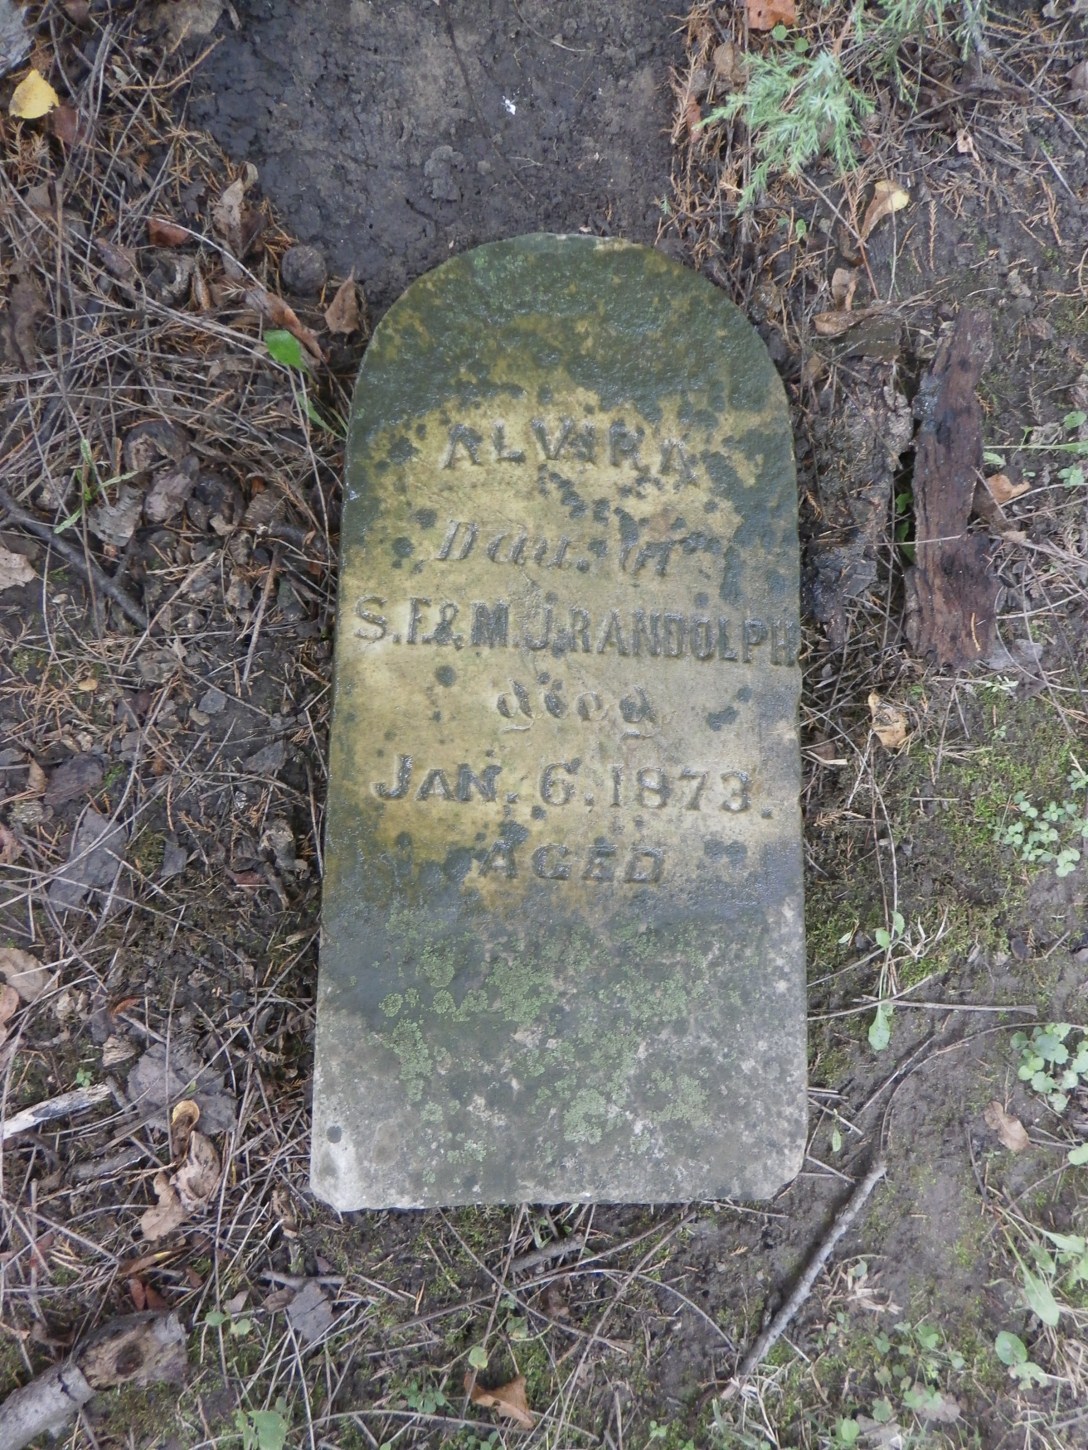 ALVIRA
Dau. of
S.F.& M.J. RANDOLPH
died
JAN. 6. 1873.
AGED